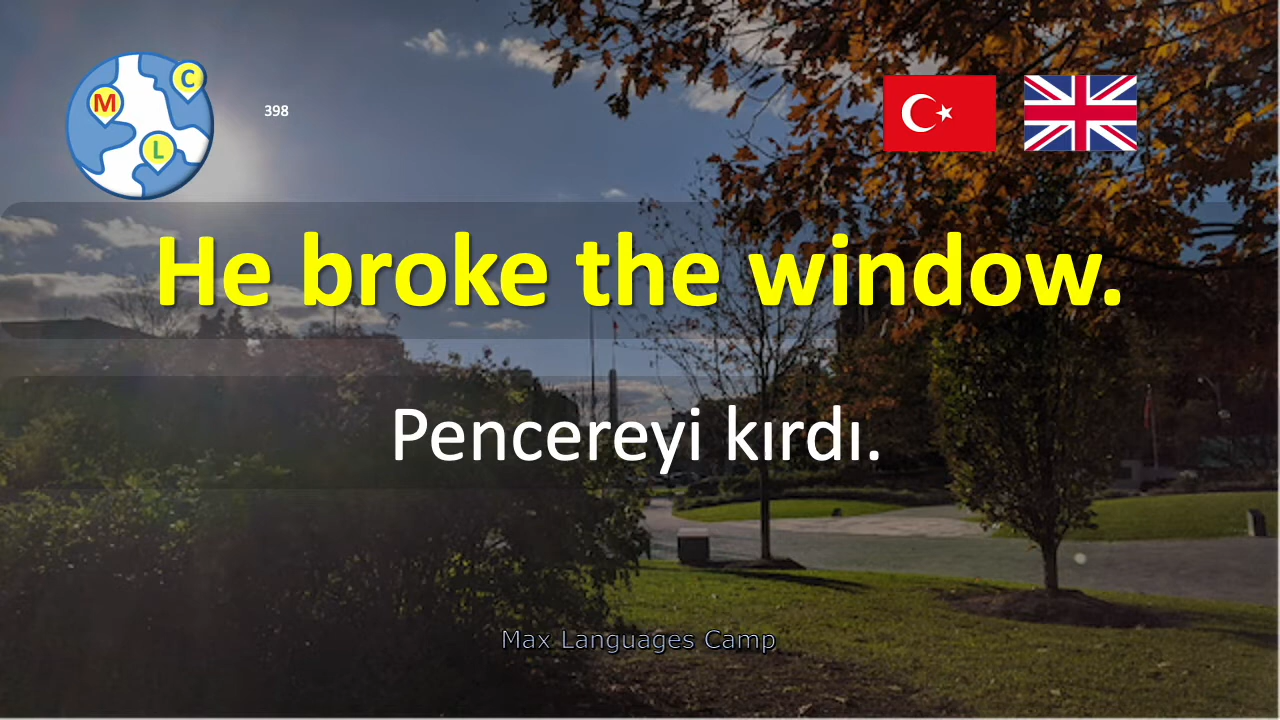 C
M
L
398
He broke the window.
Pencereyi kırdı.
Max Languages Camp